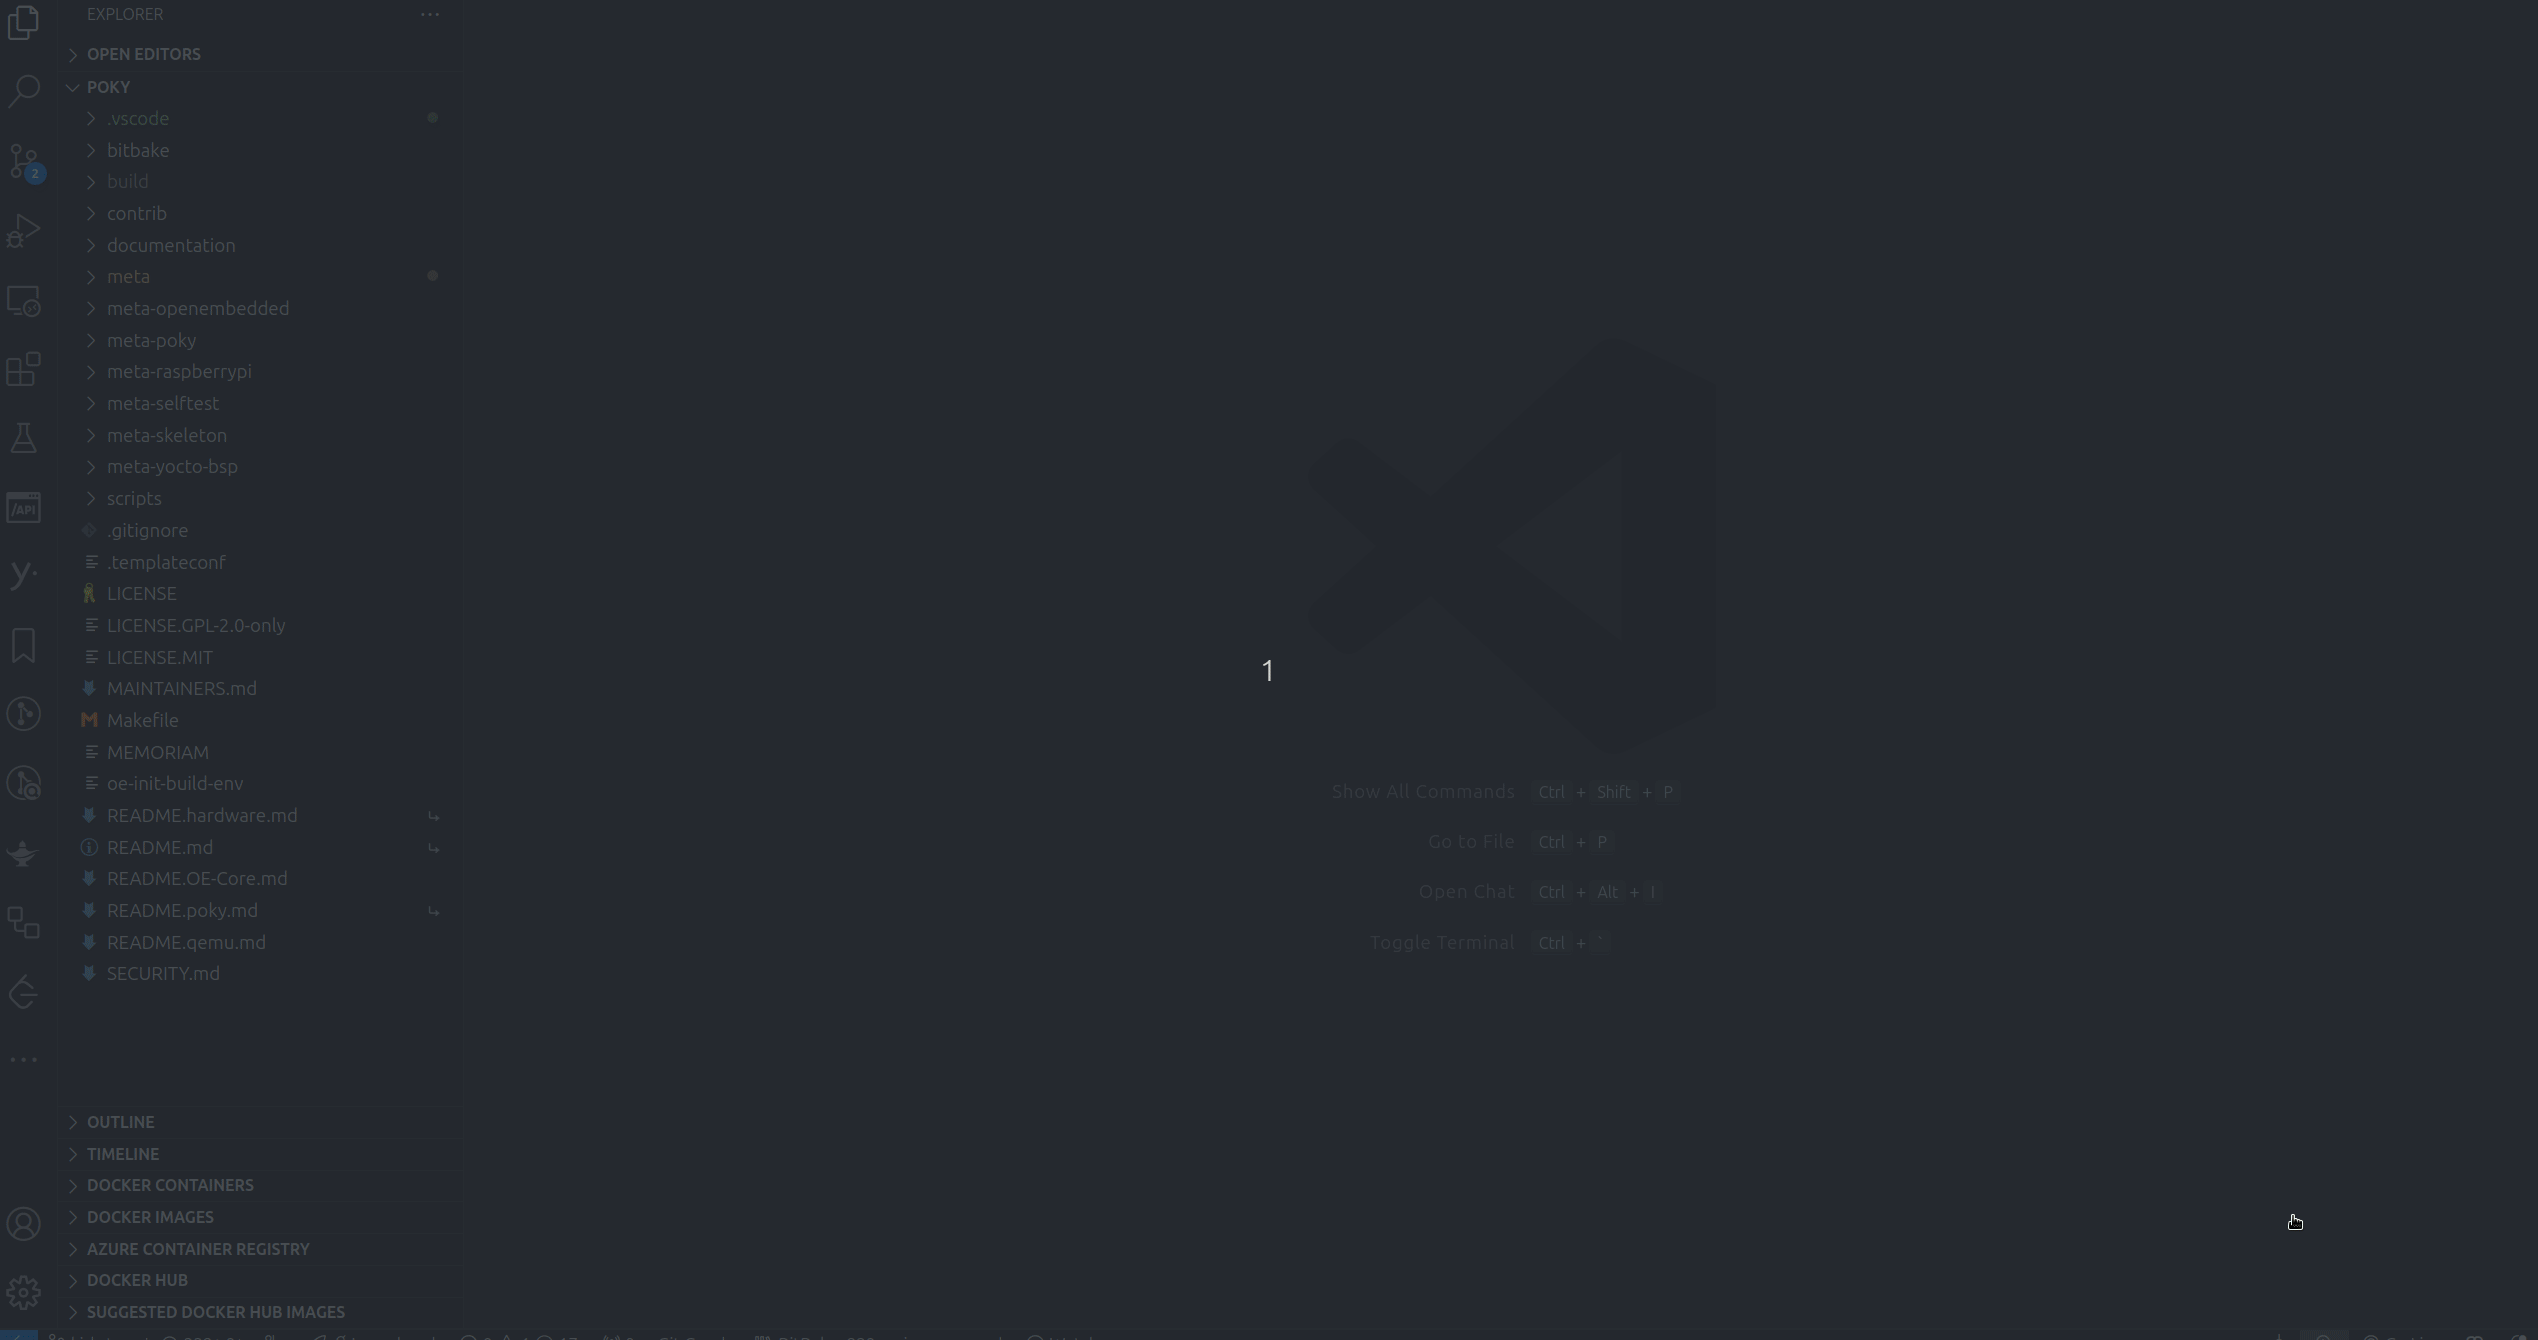 EXPLORER
OPEN EDITORS
POKY
.vscode
bitbake
2
build
contrib
documentation
meta
meta-openembedded
meta-poky
meta-raspberrypi
meta-selftest
meta-skeleton
meta-yocto-bsp
scripts
/API
.gitignore
.templateconf
y.
LICENSE
LICENSE.GPL-2.0-only
LICENSE.MIT
1
MAINTAINERS.md
M Makefile
MEMORIAM
oe-init-build-env
README.hardware.md
README.md
README.OE-Core.md
README.poky.md
README.qemu.md
SECURITY.md
Show All Commands Ctrl + Shift + P
Go to File Ctrl + P
Open Chat Ctrl + Alt + I
Toggle Terminal Ctrl + `
OUTLINE
TIMELINE
DOCKER CONTAINERS
DOCKER IMAGES
AZURE CONTAINER REGISTRY
DOCKER HUB
SUGGESTED DOCKER HUB IMAGES